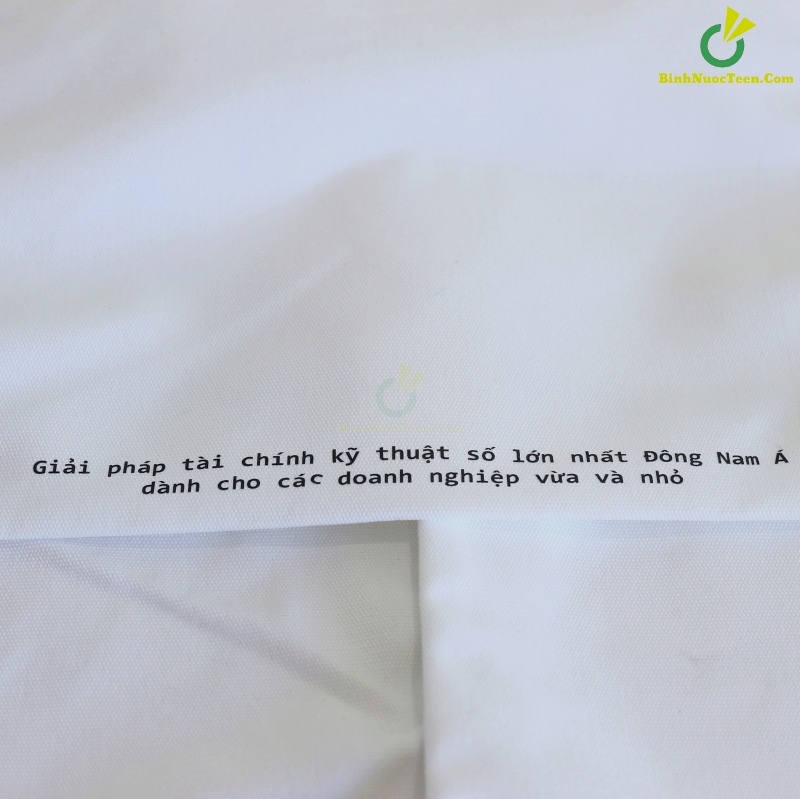 BinhNuocTeen.Com
Giải pháp tài chính kỹ thuật số lớn nhất Đông Nam Á
dành cho các doanh nghiệp vừa và nhỏ